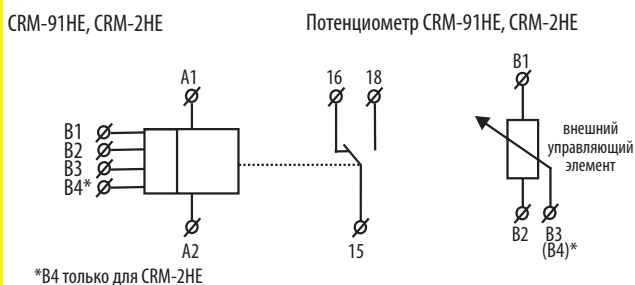 CRM-91HE, CRM-2HE
Потенциометр CRM-91HE, CRM-2HE
A1
16 18
B1
B2
B3
B4*
A2
15
B1
внешний
управляющий
элемент
B2 B3
(B4)*
*B4 только для CRM-2HE